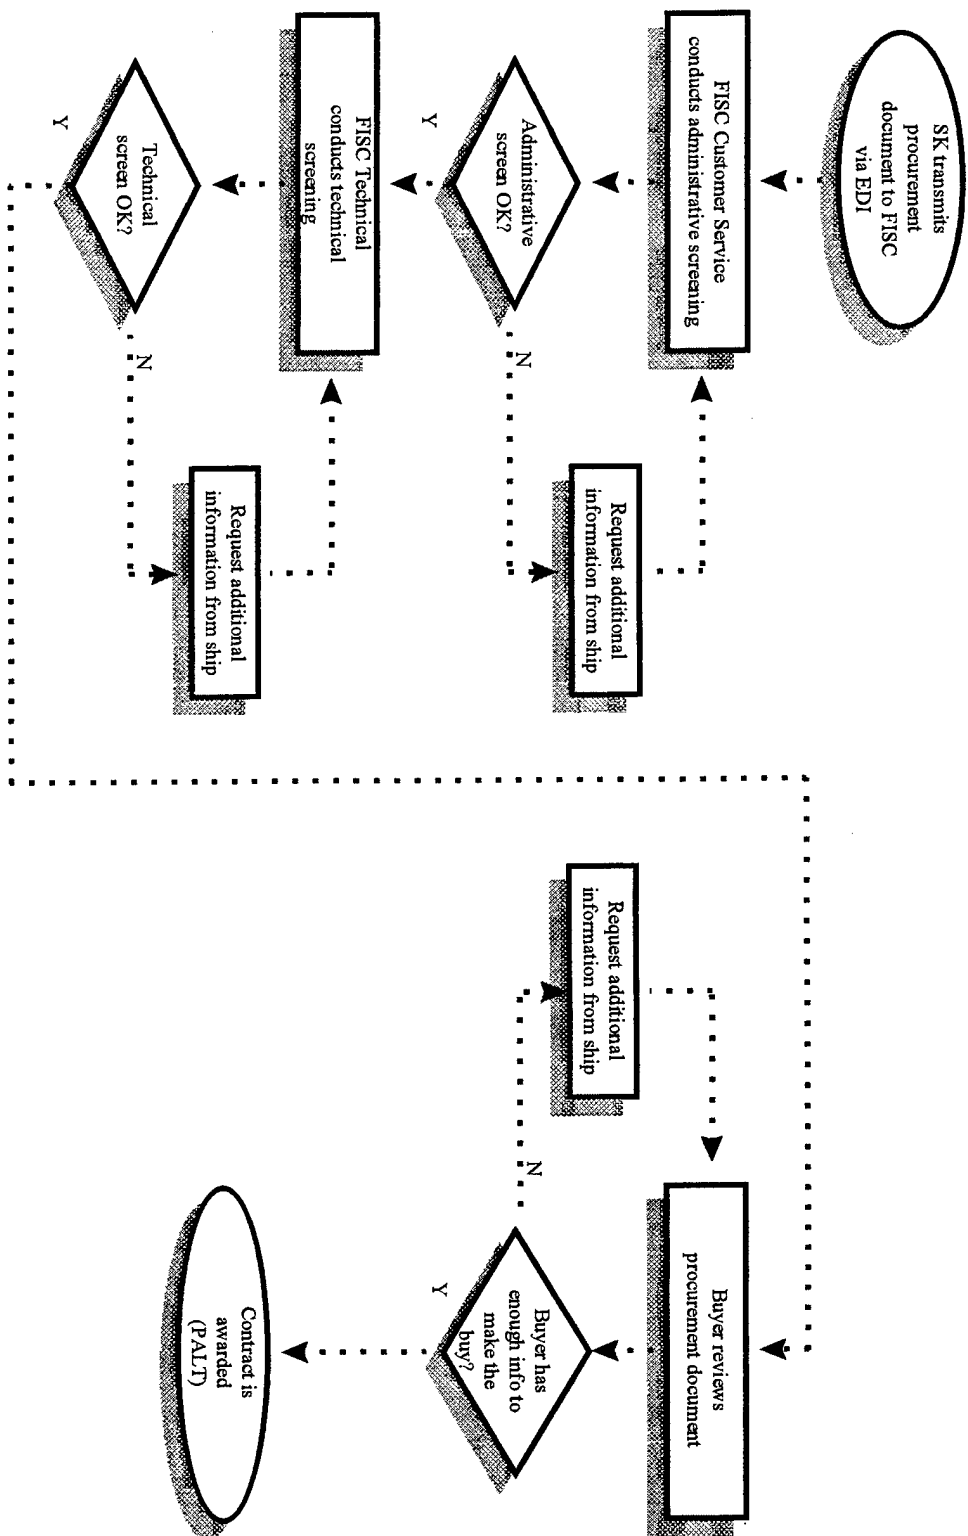 SK transmits
procurement
document to FISC
via EDI
FISC Customer Service
conducts administrative screening
Administrative
screen OK?
Y
N
Request additional
information from ship
FISC Technical
conducts technical
screening
Technical
screen OK?
Y
N
Request additional
information from ship
Buyer reviews
procurement document
Request additional
information from ship
Buyer has
enough info to
make the
buy?
N
Y
Contract is
awarded
(PALT)